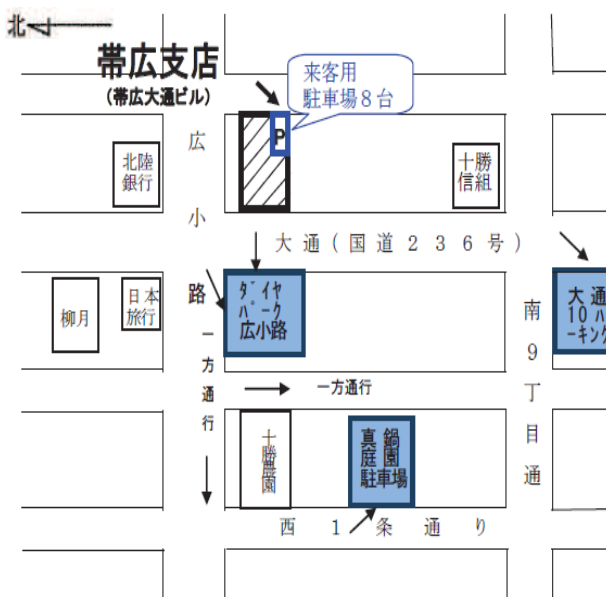 北
帯広支店
(帯広大通ビル)
来客用
駐車場8台
P
広
小
路
北陸
銀行
十勝
信組
大通(国道236号)
柳月
日本
旅行
ダイヤ
パーク
広小路
大通
10パ
ーキング
南9丁目通
一方通行
一方通行
十勝農園
真鍋
庭園
駐車場
西1条通り